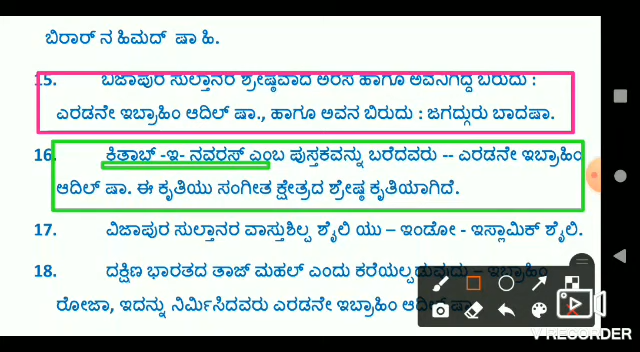 ಬಿರಾರ್ ನ ಹಿಮದ್ ಷಾ ಹಿ.
15. ಬಿಜಾಪುರ ಸುಲ್ತಾನರ ಶ್ರೇಷ್ಠವಾದ ಅರಸ ಹಾಗೂ ಅವನಿಗಿದ್ದ ಬಿರುದು :
ಎರಡನೇ ಇಬ್ರಾಹಿಂ ಆದಿಲ್ ಷಾ., ಹಾಗೂ ಅವನ ಬಿರುದು : ಜಗದ್ಗುರು ಬಾದಷಾ.
16. ಕಿತಾಬ್ -ಇ- ನವರಸ್ ಎಂಬ ಪುಸ್ತಕವನ್ನು ಬರೆದವರು -- ಎರಡನೇ ಇಬ್ರಾಹಿಂ
ಆದಿಲ್ ಷಾ. ಈ ಕೃತಿಯು ಸಂಗೀತ ಕ್ಷೇತ್ರದ ಶ್ರೇಷ್ಠ ಕೃತಿಯಾಗಿದೆ.
17. ವಿಜಾಪುರ ಸುಲ್ತಾನರ ವಾಸ್ತುಶಿಲ್ಪ ಶೈಲಿ ಯು – ಇಂಡೋ - ಇಸ್ಲಾಮಿಕ್ ಶೈಲಿ.
18. ದಕ್ಷಿಣ ಭಾರತದ ತಾಜ್ ಮಹಲ್ ಎಂದು ಕರೆಯಲ್ಪಡುವುದು – ಇಬ್ರಾಹಿಂ
ರೋಜಾ, ಇದನ್ನು ನಿರ್ಮಿಸಿದವರು ಎರಡನೇ ಇಬ್ರಾಹಿಂ ಆದಿಲ್ ಷಾ
V RECORDER